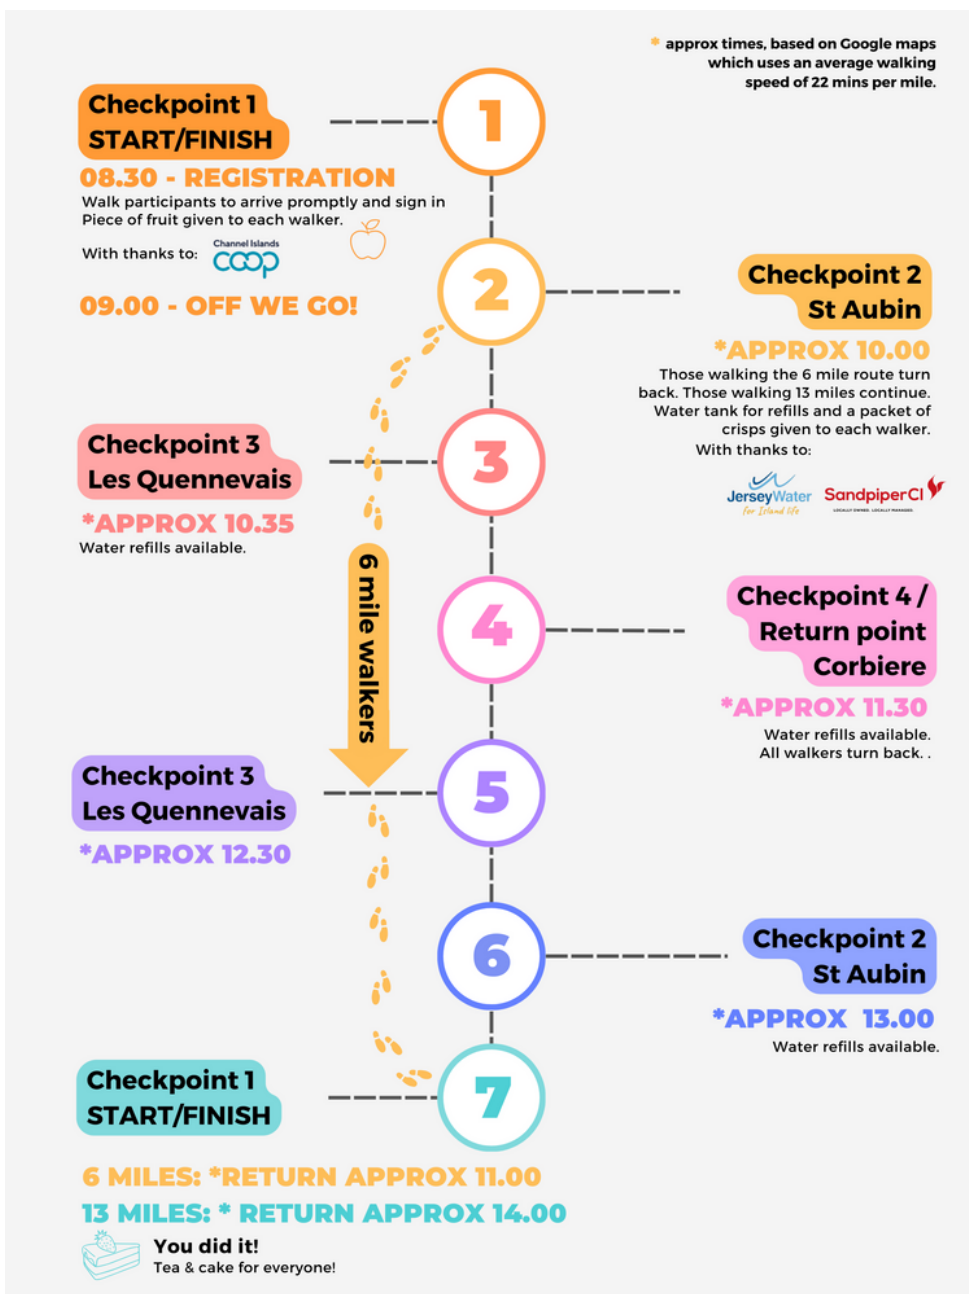 * approx times, based on Google maps
which uses an average walking
speed of 22 mins per mile.
1
Checkpoint 1
START/FINISH
08.30 - REGISTRATION
Walk participants to arrive promptly and sign in
Piece of fruit given to each walker.
With thanks to:
Channel Islands
coop
09.00 - OFF WE GO!
2
Checkpoint 2
St Aubin
*APPROX 10.00
Those walking the 6 mile route turn
back. Those walking 13 miles continue.
Water tank for refills and a packet of
crisps given to each walker.
With thanks to:
JerseyWater
for Island life
SandpiperCI
LOCALLY OWNED. LOCALLY MANAGED.
3
Checkpoint 3
Les Quennevais
*APPROX 10.35
Water refills available.
6 mile walkers
4
Checkpoint 4 /
Return point
Corbiere
*APPROX 11.30
Water refills available.
All walkers turn back. .
5
Checkpoint 3
Les Quennevais
*APPROX 12.30
6
Checkpoint 2
St Aubin
*APPROX 13.00
Water refills available.
7
Checkpoint 1
START/FINISH
6 MILES: *RETURN APPROX 11.00
13 MILES: * RETURN APPROX 14.00
You did it!
Tea & cake for everyone!